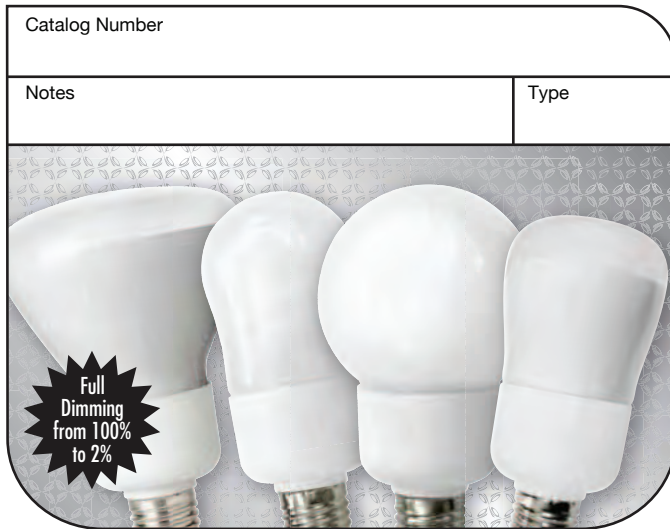 Catalog Number
Notes
Type
Full
Dimming
from 100%
to 2%